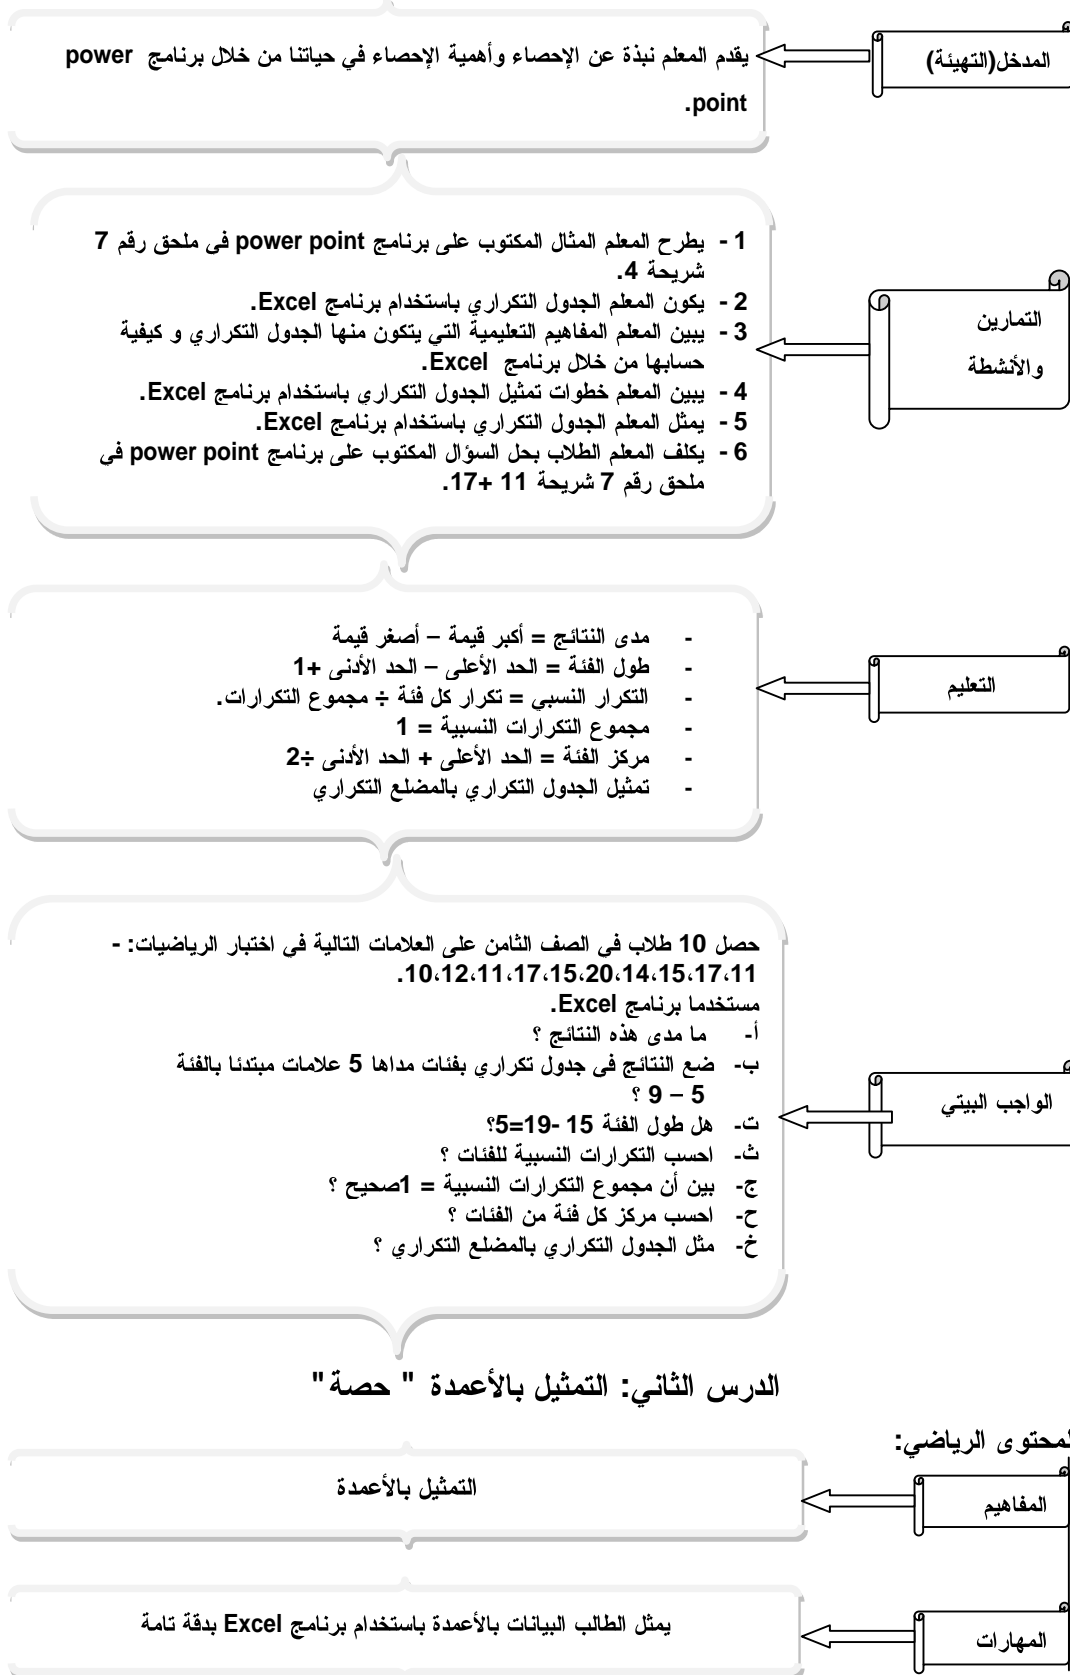 المدخل(التهيئة)
يقدم المعلم نبذة عن الإحصاء وأهمية الإحصاء في حياتنا من خلال برنامج power
point.
التمارين
والأنشطة
1 - يطرح المعلم المثال المكتوب على برنامج power point في ملحق رقم 7
شريحة 4.
2 - يكون المعلم الجدول التكراري باستخدام برنامج Excel.
3 - يبين المعلم المفاهيم التعليمية التي يتكون منها الجدول التكراري و كيفية
حسابها من خلال برنامج Excel.
4 - يبين المعلم خطوات تمثيل الجدول التكراري باستخدام برنامج Excel.
5 - يمثل المعلم الجدول التكراري باستخدام برنامج Excel.
6 - يكلف المعلم الطلاب بحل السؤال المكتوب على برنامج power point في
ملحق رقم 7 شريحة 11 +17.
التعليم
- مدى النتائج = أكبر قيمة – أصغر قيمة
- طول الفئة = الحد الأعلى – الحد الأدنى +1
- التكرار النسبي = تكرار كل فئة ÷ مجموع التكرارات.
- مجموع التكرارات النسبية = 1
- مركز الفئة = الحد الأعلى + الحد الأدنى ÷2
- تمثيل الجدول التكراري بالمضلع التكراري
الواجب البيتي
حصل 10 طلاب في الصف الثامن على العلامات التالية في اختبار الرياضيات: -
10،12،11،17،15،20،14،15،17،11.
مستخدما برنامج Excel.
أ- ما مدى هذه النتائج ؟
ب- ضع النتائج في جدول تكراري بفئات مداها 5 علامات مبتدئا بالفئة
5 – 9 ؟
ت- هل طول الفئة 15 -19=5؟
ث- احسب التكرارات النسبية للفئات ؟
ج- بين أن مجموع التكرارات النسبية = 1صحيح ؟
ح- احسب مركز كل فئة من الفئات ؟
خ- مثل الجدول التكراري بالمضلع التكراري ؟
الدرس الثاني: التمثيل بالأعمدة " حصة"
لمحتوى الرياضي:
المفاهيم
التمثيل بالأعمدة
المهارات
يمثل الطالب البيانات بالأعمدة باستخدام برنامج Excel بدقة تامة